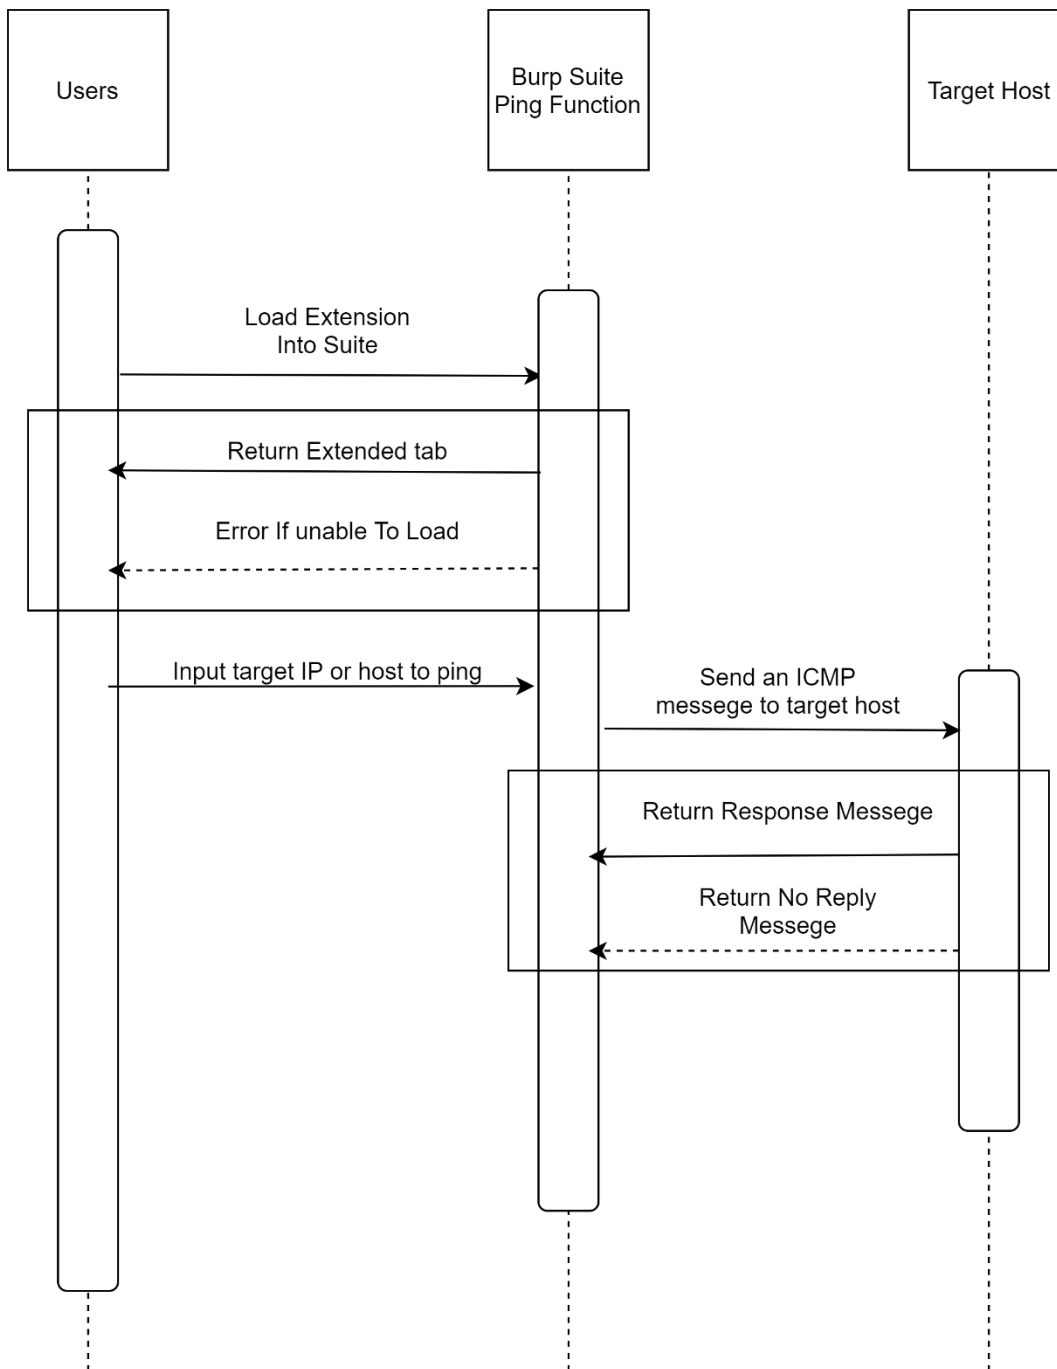 Users
Burp Suite
Ping Function
Target Host
Load Extension
Into Suite
Return Extended tab
Error If unable To Load
Input target IP or host to ping
Send an ICMP
messege to target host
Return Response Messege
Return No Reply
Messege